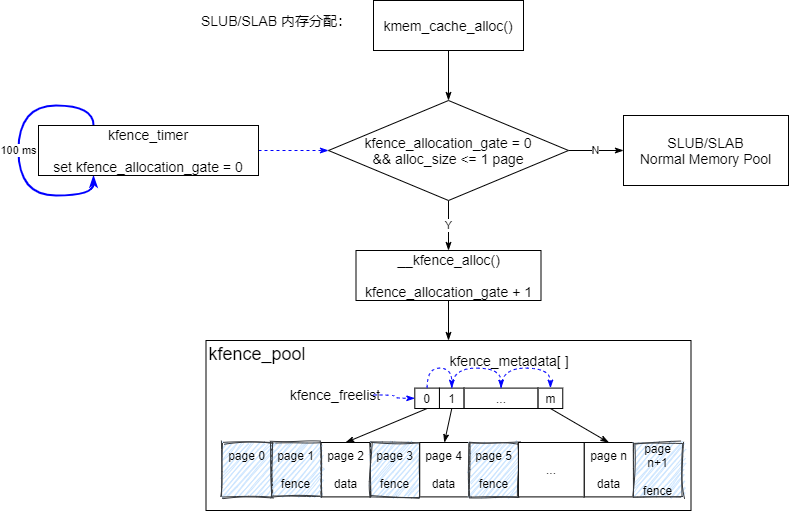 SLUB/SLAB 内存分配：
kmem_cache_alloc()
kfence_timer
set kfence_allocation_gate = 0
100 ms
kfence_allocation_gate = 0
&& alloc_size <= 1 page
N
SLUB/SLAB
Normal Memory Pool
Y
__kfence_alloc()
kfence_allocation_gate + 1
kfence_pool
kfence_metadata[ ]
kfence_freelist
0
1
...
m
page 0
page 1
fence
page 2
data
page 3
fence
page 4
data
page 5
fence
...
page n
data
page
n+1
fence